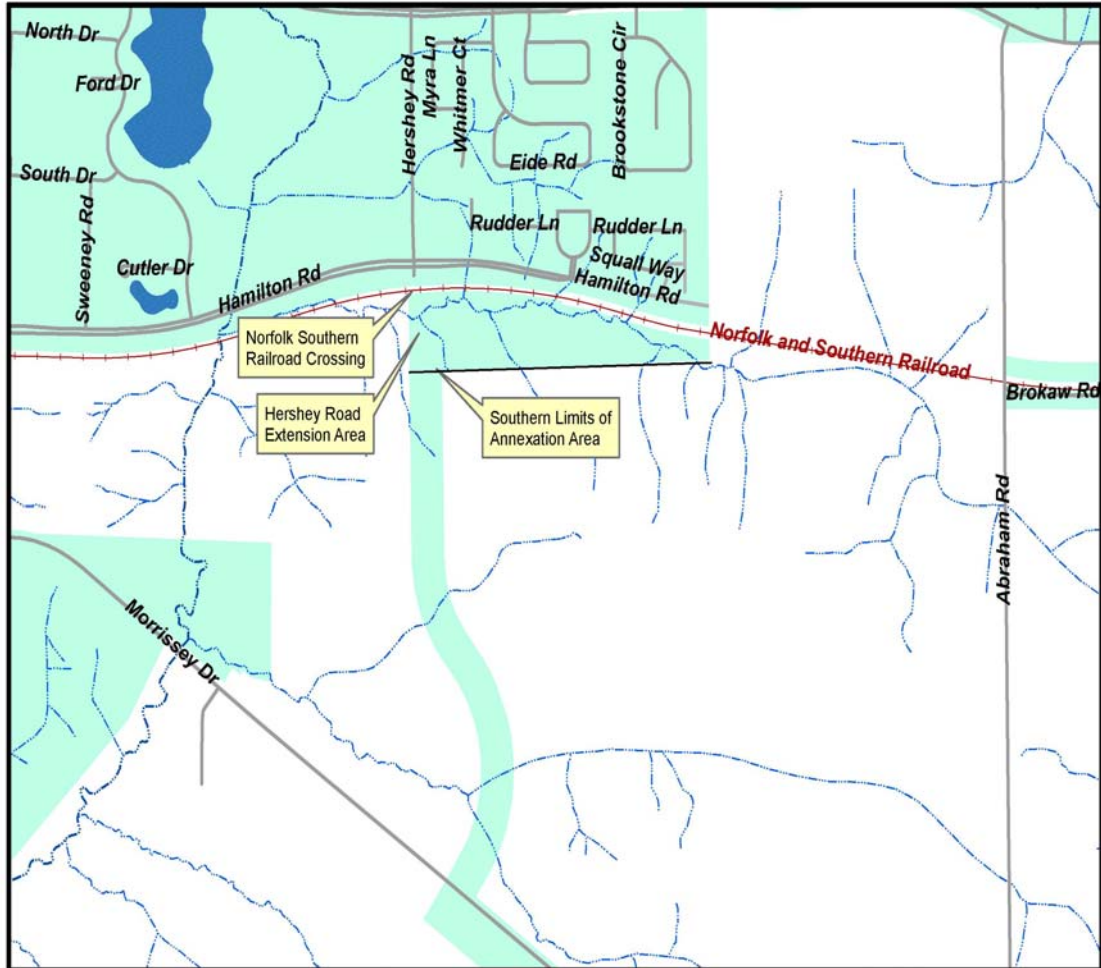 North Dr
Ford Dr
South Dr
Sweeney Rd
Cutler Dr
Hershey Rd
Myra Ln
Whitmer Ct
Brookstone Cir
Eide Rd
Rudder Ln
Rudder Ln
Squall Way
Hamilton Rd
Hamilton Rd
Norfolk Southern
Railroad Crossing
Norfolk and Southern Railroad
Brokaw Rd
Hershey Road
Extension Area
Southern Limits of
Annexation Area
Abraham Rd
Morrissey Dr